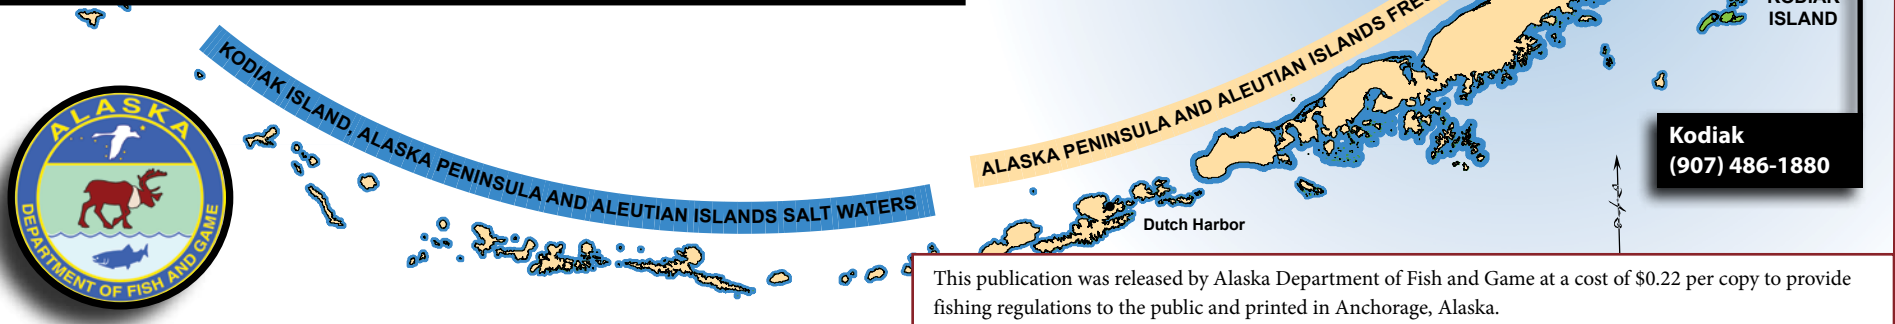 KODIAK
ISLAND
KODIAK ISLAND, ALASKA PENINSULA AND ALEUTIAN ISLANDS SALT WATERS
ALASKA PENINSULA AND ALEUTIAN ISLANDS
Kodiak
(907) 486-1880
ALASKA
DEPARTMENT OF FISH AND GAME
Dutch Harbor
This publication was released by Alaska Department of Fish and Game at a cost of $0.22 per copy to provide
fishing regulations to the public and printed in Anchorage, Alaska.